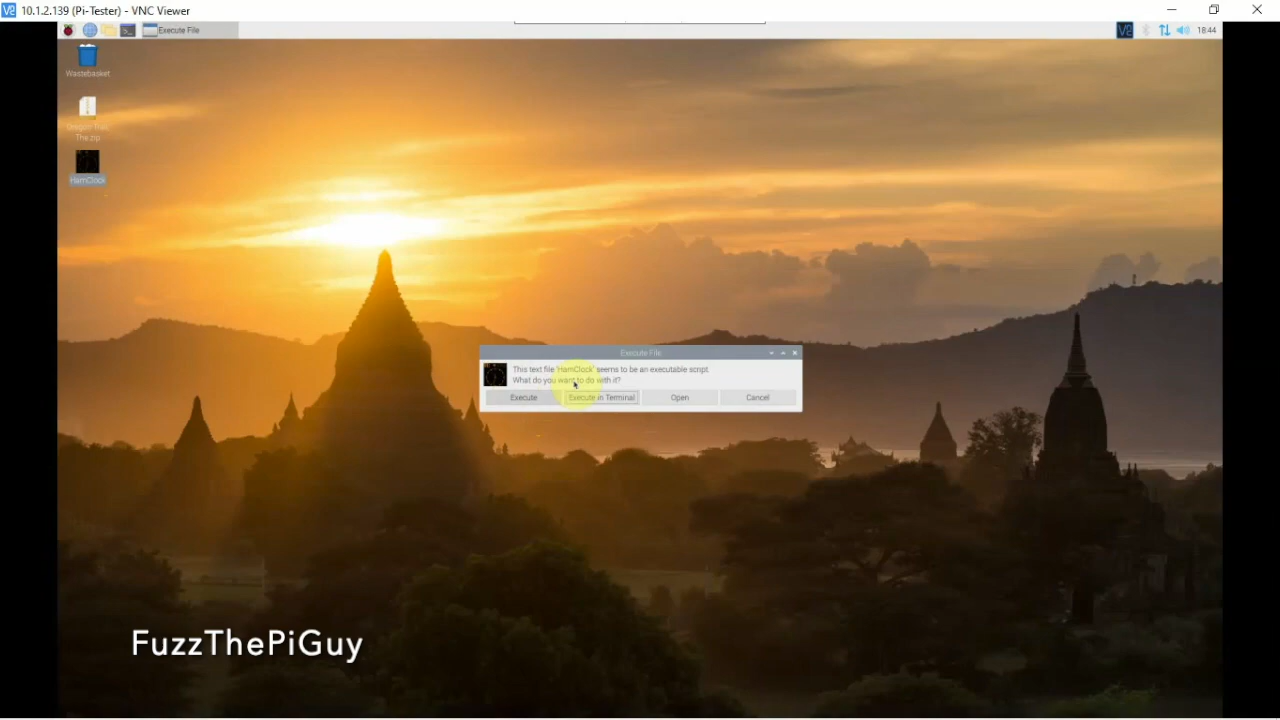 10.1.2.139 (Pi-Tester) - VNC Viewer
Execute File
18:44
Wastebasket
The.zip
HamClock
Execute File
This text file 'HamClock' seems to be an executable script.
What do you want to do with it?
Execute
Execute in Terminal
Open
Cancel
FuzzThePiGuy